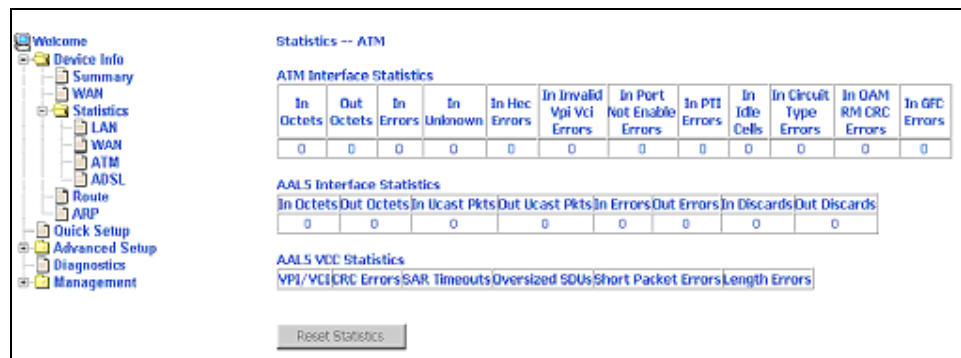 Welcome
Device Info
Summary
WAN
Statistics
LAN
WAN
ATM
ADSL
Route
ARP
Quick Setup
Advanced Setup
Diagnostics
Management
Statistics -- ATM
ATM Interface Statistics
In Octets Out Octets In Errors In Unknown In Hec Errors In Invalid Vpi Vci Errors In Port Not Enable Errors In PTI Errors In Idle Cells In Circuit Type Errors In OAM RM CRC Errors In GFC Errors
0 0 0 0 0 0 0 0 0 0 0 0
AAL5 Interface Statistics
In Octets Out Octets In Ucast Pkts Out Ucast Pkts In Errors Out Errors In Discards Out Discards
0 0 0 0 0 0 0 0
AAL5 VCC Statistics
VPI/VCI CRC Errors SAR Timeouts Oversized SDUs Short Packet Errors Length Errors
Reset Statistics